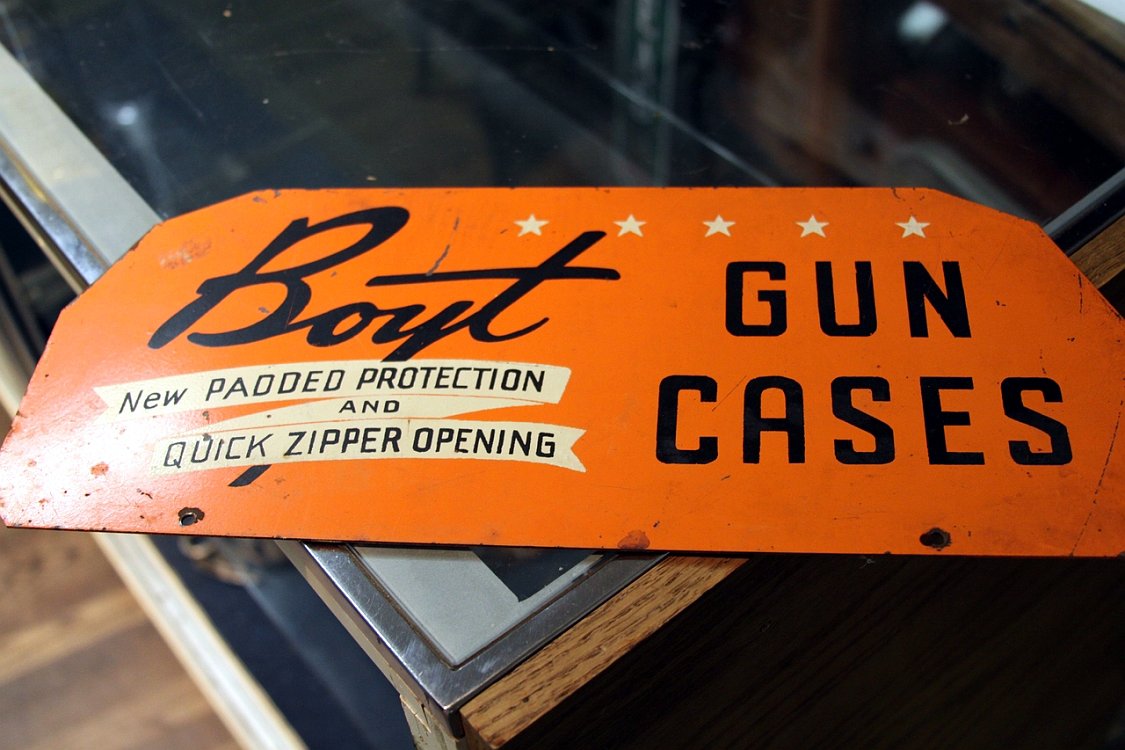 Boyt
New PADDED PROTECTION
AND
QUICK ZIPPER OPENING
GUN
CASES